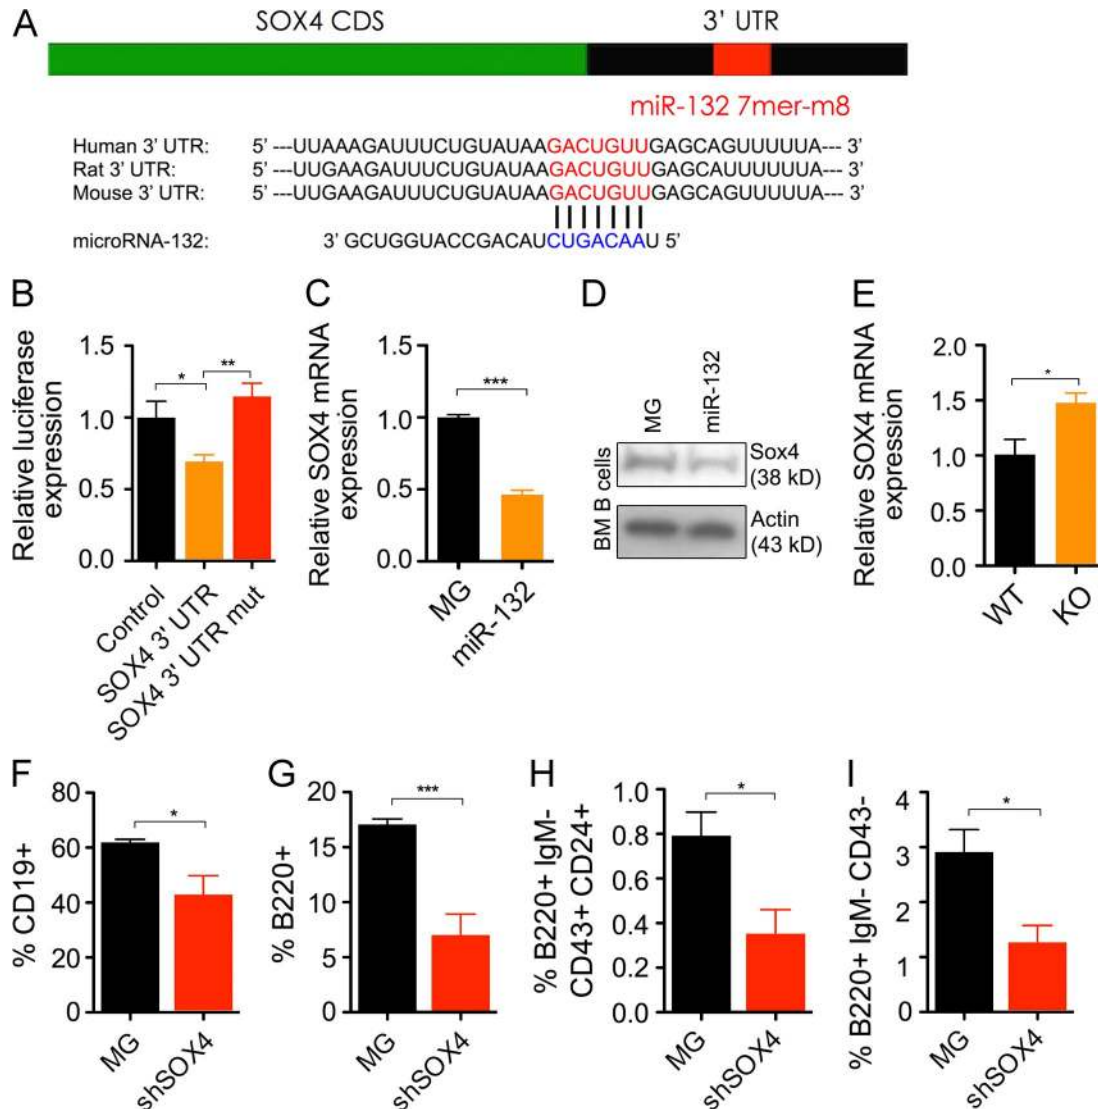 A
SOX4 CDS
3' UTR
miR-132 7mer-m8
Human 3' UTR: 5' ---UUAAAGAUUUCUGUAUAAGACUGUUGAGCAGUUUUUA--- 3'
Rat 3' UTR: 5' ---UUGAAGAUUUCUGUAUAAGACUGUUGAGCAUUUUUUA--- 3'
Mouse 3' UTR: 5' ---UUGAAGAUUUCUGUAUAAGACUGUUGAGCAGUUUUUA--- 3'
microRNA-132: 3' GCUGGUACCGACAUCUGACAAU 5'
B
Relative luciferase
expression
1.5
1.0
0.5
0.0
*
**
Control
SOX4 3' UTR
SOX4 3' UTR mut
C
Relative SOX4 mRNA
expression
1.5
1.0
0.5
0.0
***
MG
miR-132
D
MG
miR-132
BM B cells
Sox4
(38 kD)
Actin
(43 kD)
E
Relative SOX4 mRNA
expression
2.0
1.5
1.0
0.5
0.0
*
WT
KO
F
% CD19+
80
60
40
20
0
*
MG
shSOX4
G
% B220+
20
15
10
5
0
***
MG
shSOX4
H
% B220+ IgM-
CD43+ CD24+
1.0
0.8
0.6
0.4
0.2
0.0
*
MG
shSOX4
I
% B220+ IgM- CD43-
4
3
2
1
0
*
MG
shSOX4